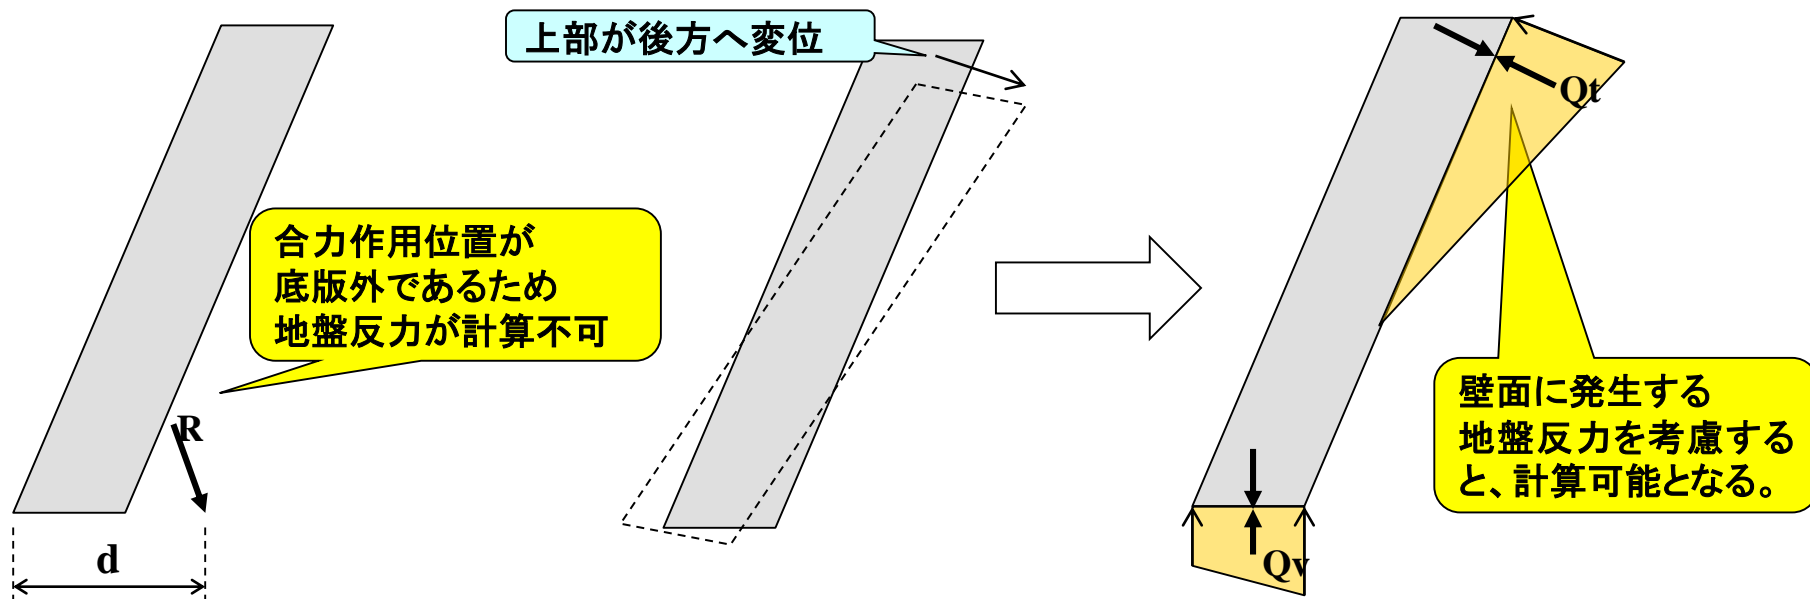 上部が後方へ変位
合力作用位置が
底版外であるため
地盤反力が計算不可
R
d
Qt
壁面に発生する
地盤反力を考慮する
と、計算可能となる。
Qv